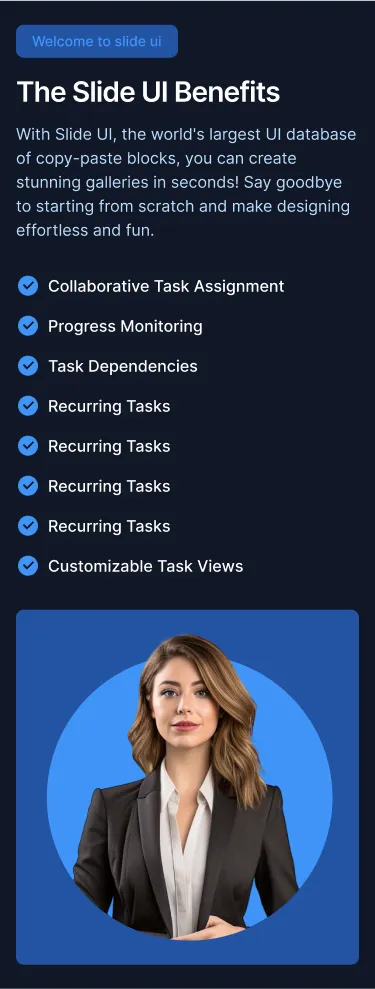 Welcome to slide ui
The Slide UI Benefits
With Slide UI, the world's largest UI database
of copy-paste blocks, you can create
stunning galleries in seconds! Say goodbye
to starting from scratch and make designing
effortless and fun.
Collaborative Task Assignment
Progress Monitoring
Task Dependencies
Recurring Tasks
Recurring Tasks
Recurring Tasks
Recurring Tasks
Customizable Task Views